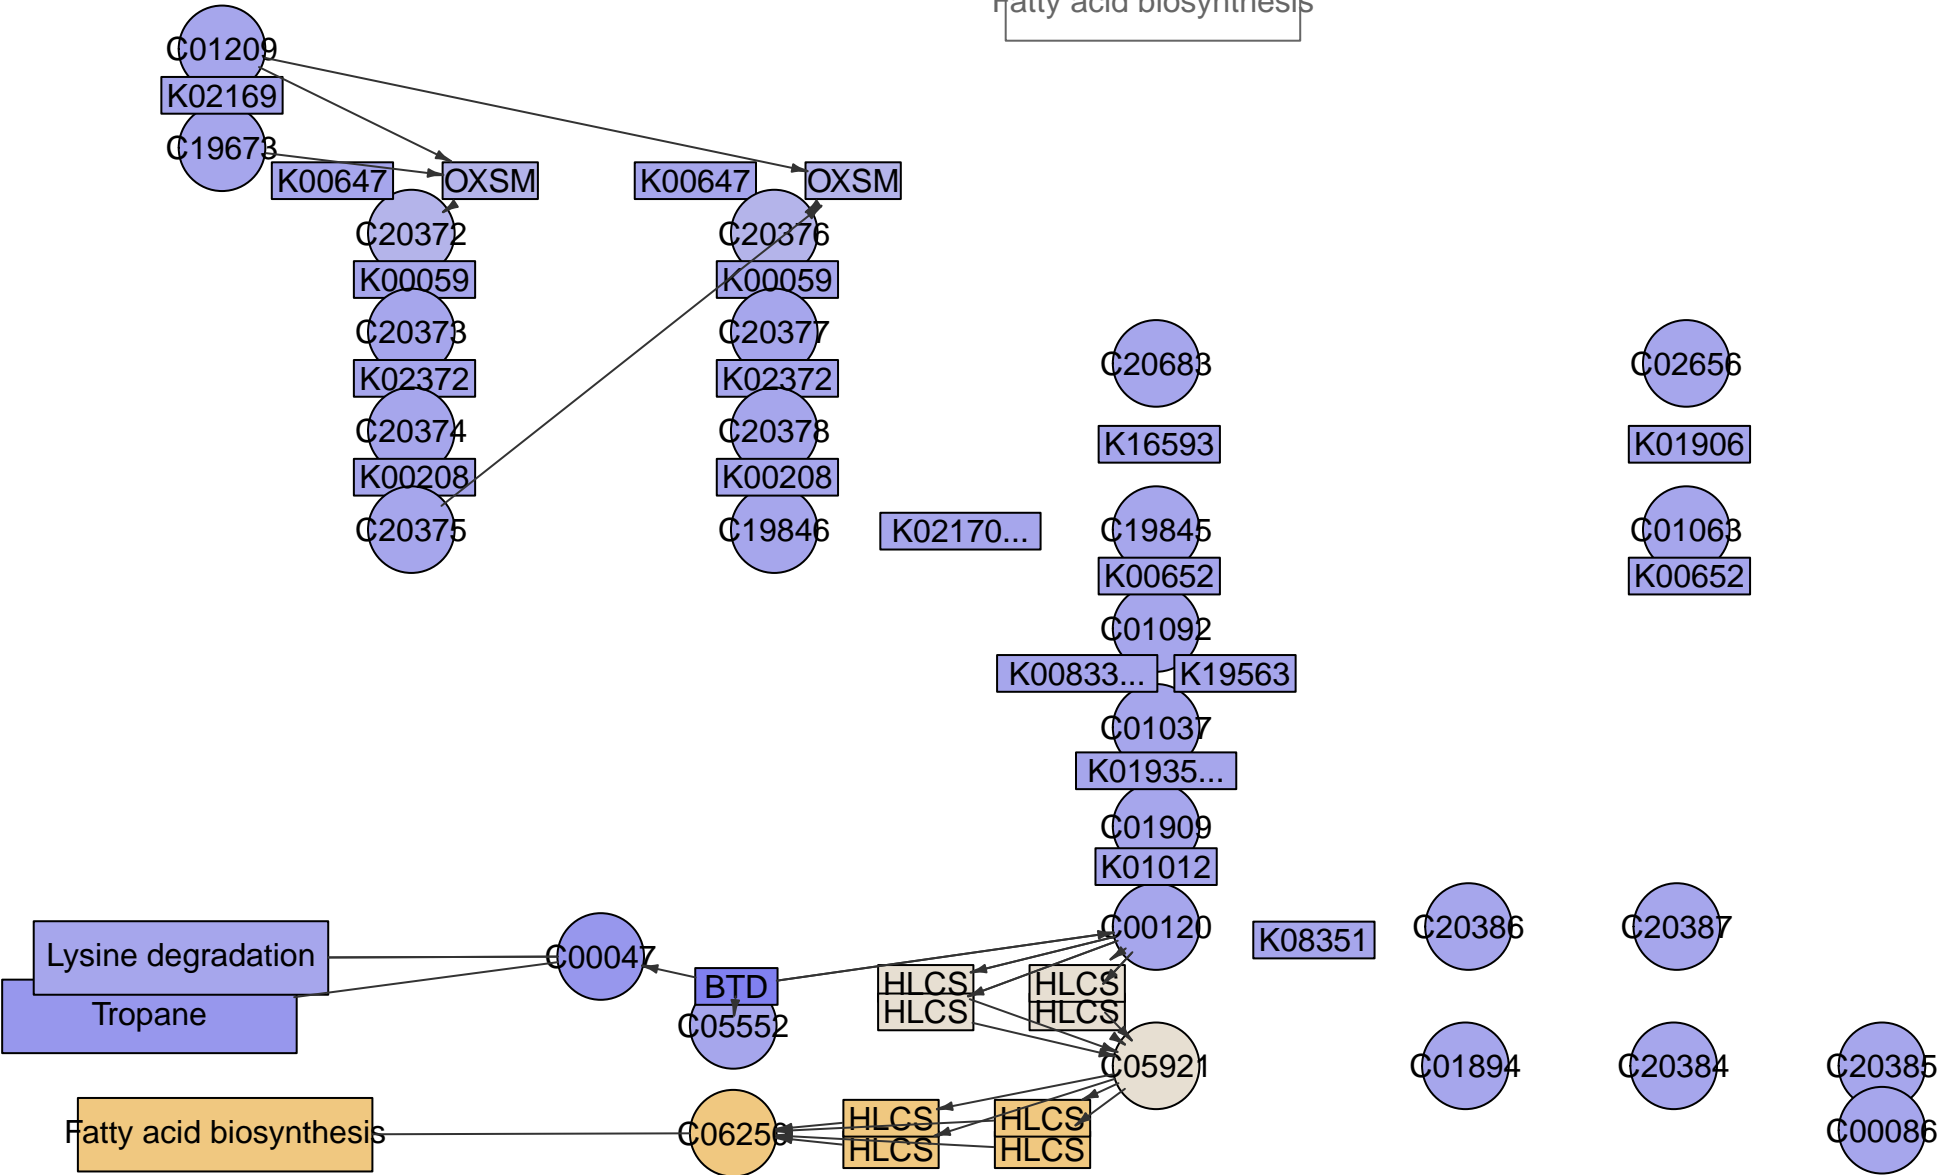 Fatty acid biosynthesis
C01209
K02169
C19673
K00647
OXSM
K00647
OXSM
C20372
C20376
K00059
K00059
C20373
C20377
C20683
C02656
K02372
K02372
C20374
C20378
K16593
K01906
K00208
K00208
C20375
C19846
K02170...
C19845
C01063
K00652
K00652
C01092
K00833...
K19563
C01037
K01935...
C01909
K01012
C00120
C20386
C20387
K08351
Lysine degradation
C00047
BTD
HLCS
HLCS
Tropane
C05552
HLCS
HLCS
C05921
C01894
C20384
C20385
Fatty acid biosynthesis
C06250
HLCS
HLCS
C00086
HLCS
HLCS